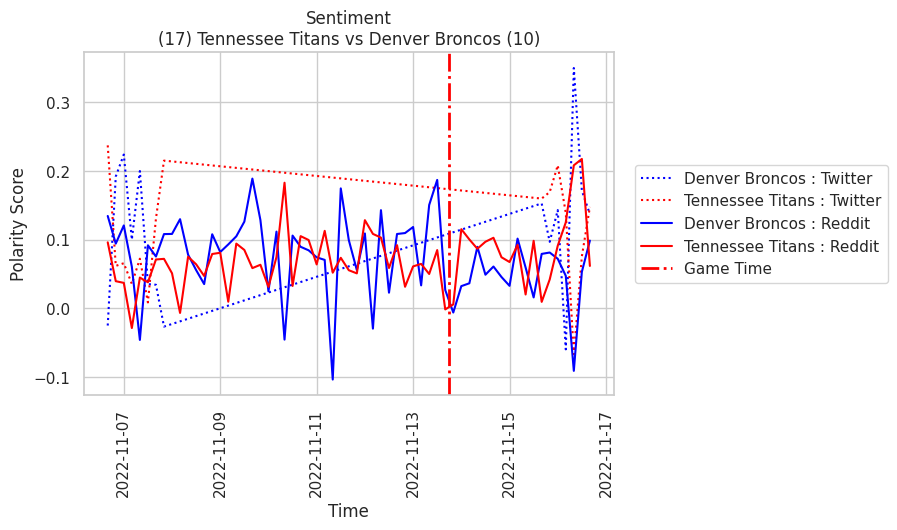 Sentiment
(17) Tennessee Titans vs Denver Broncos (10)
Polarity Score
0.3
0.2
0.1
0.0
−0.1
2022-11-07
2022-11-09
2022-11-11
2022-11-13
2022-11-15
2022-11-17
Time
Denver Broncos : Twitter
Tennessee Titans : Twitter
Denver Broncos : Reddit
Tennessee Titans : Reddit
Game Time